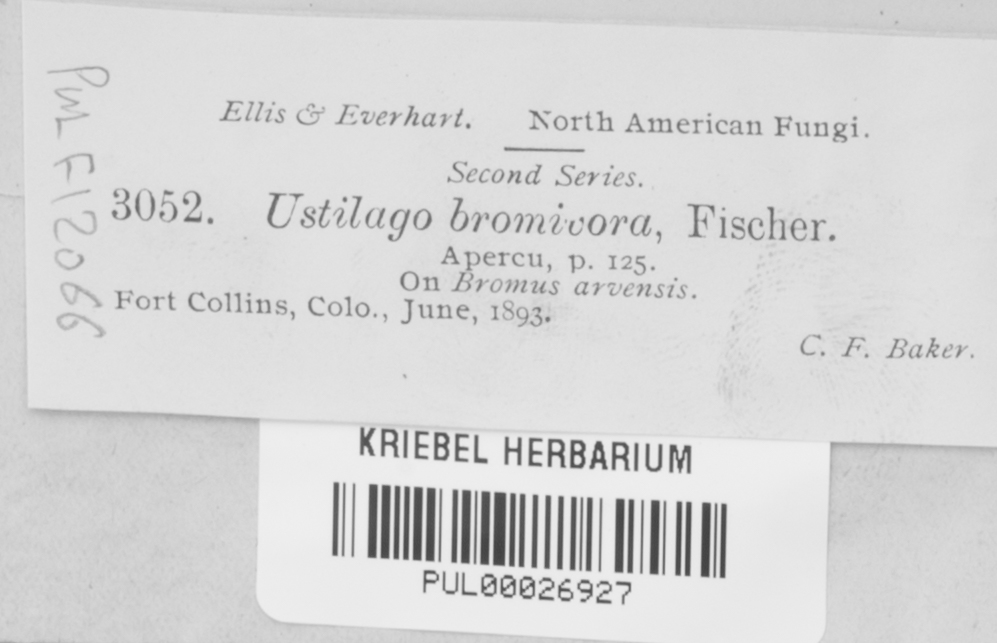 Ellis & Everhart. North American Fungi.
Second Series.
3052. Ustilago bromivora, Fischer.
Apercu, p. 125.
On Bromus arvensis.
Fort Collins, Colo., June, 1893.
C. F. Baker.
PUL F12066
KRIEBEL HERBARIUM
PUL00026927